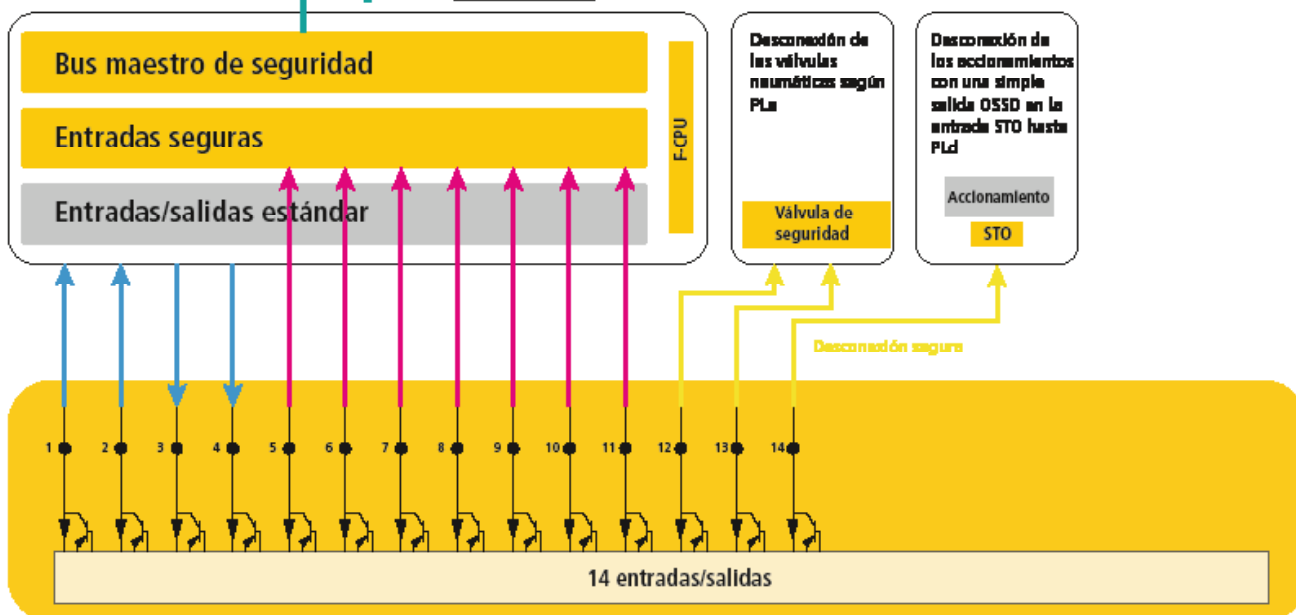 Bus maestro de seguridad
Entradas seguras
Entradas/salidas estándar
F-CPU
Desconexión de
las válvulas
neumáticas según
PLe
Válvula de
seguridad
Desconexión de
los accionamientos
con una simple
salida OSSD en la
entrada STO hasta
PLd
Accionamiento
STO
Desconexión segura
1 2 3 4 5 6 7 8 9 10 11 12 13 14
14 entradas/salidas